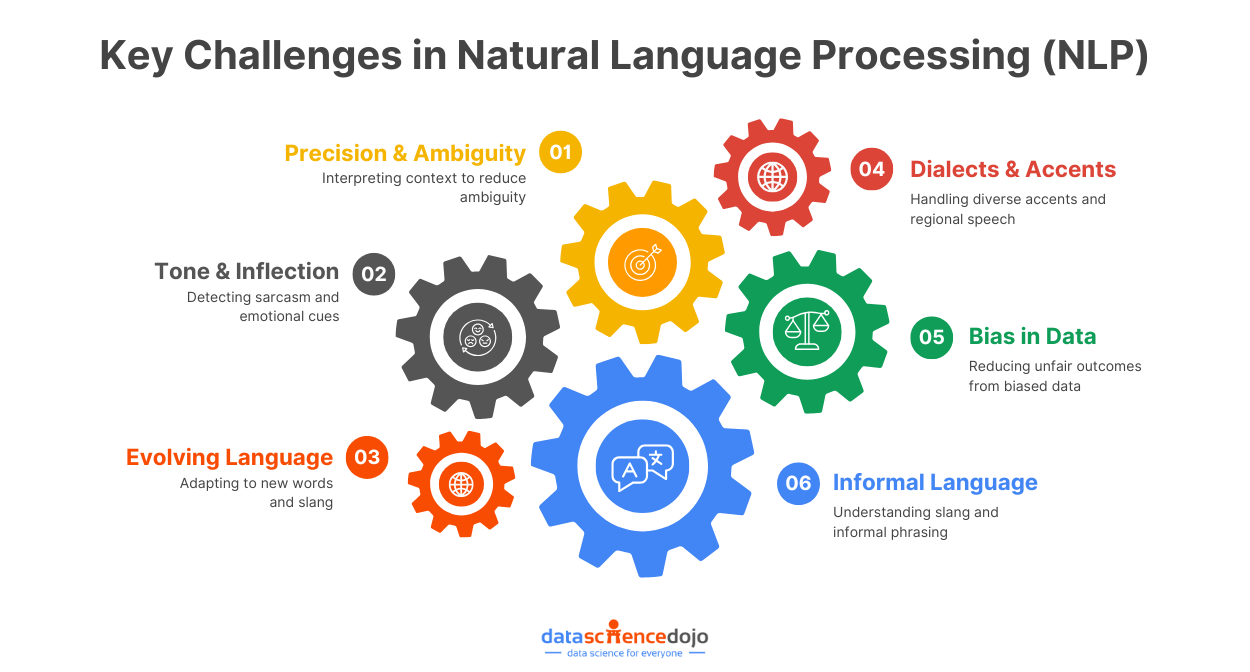 Key Challenges in Natural Language Processing (NLP)
Precision & Ambiguity
01
Interpreting context to reduce
ambiguity
Tone & Inflection
02
Detecting sarcasm and
emotional cues
Evolving Language
03
Adapting to new words
and slang
04
Dialects & Accents
Handling diverse accents and
regional speech
05
Bias in Data
Reducing unfair outcomes
from biased data
06
Informal Language
Understanding slang and
informal phrasing
A 文
datasciencedojo
data science for everyone